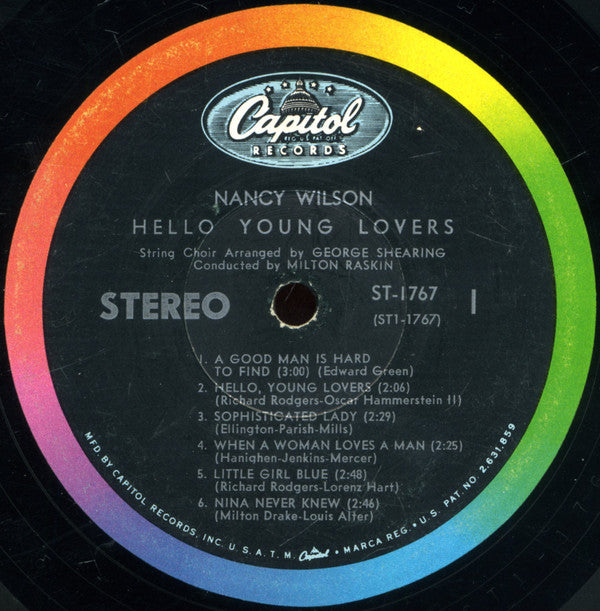 Capitol
REG. U.S. PAT. OFF.
RECORDS
NANCY WILSON
HELLO YOUNG LOVERS
String Choir Arranged by GEORGE SHEARING
Conducted by MILTON RASKIN
STEREO
ST-1767
(ST1-1767)
1
1. A GOOD MAN IS HARD
TO FIND (3:00) (Edward Green)
2. HELLO, YOUNG LOVERS (2:06)
(Richard Rodgers-Oscar Hammerstein II)
3. SOPHISTICATED LADY (2:29)
(Ellington-Parish-Mills)
4. WHEN A WOMAN LOVES A MAN (2:25)
(Hanighen-Jenkins-Mercer)
5. LITTLE GIRL BLUE (2:48)
(Richard Rodgers-Lorenz Hart)
6. NINA NEVER KNEW (2:46)
(Milton Drake-Louis Alter)
MFD. BY CAPITOL RECORDS, INC. U.S.A. T.M. Capitol MARCA REG. • U.S. PAT. NO. 2,631,859